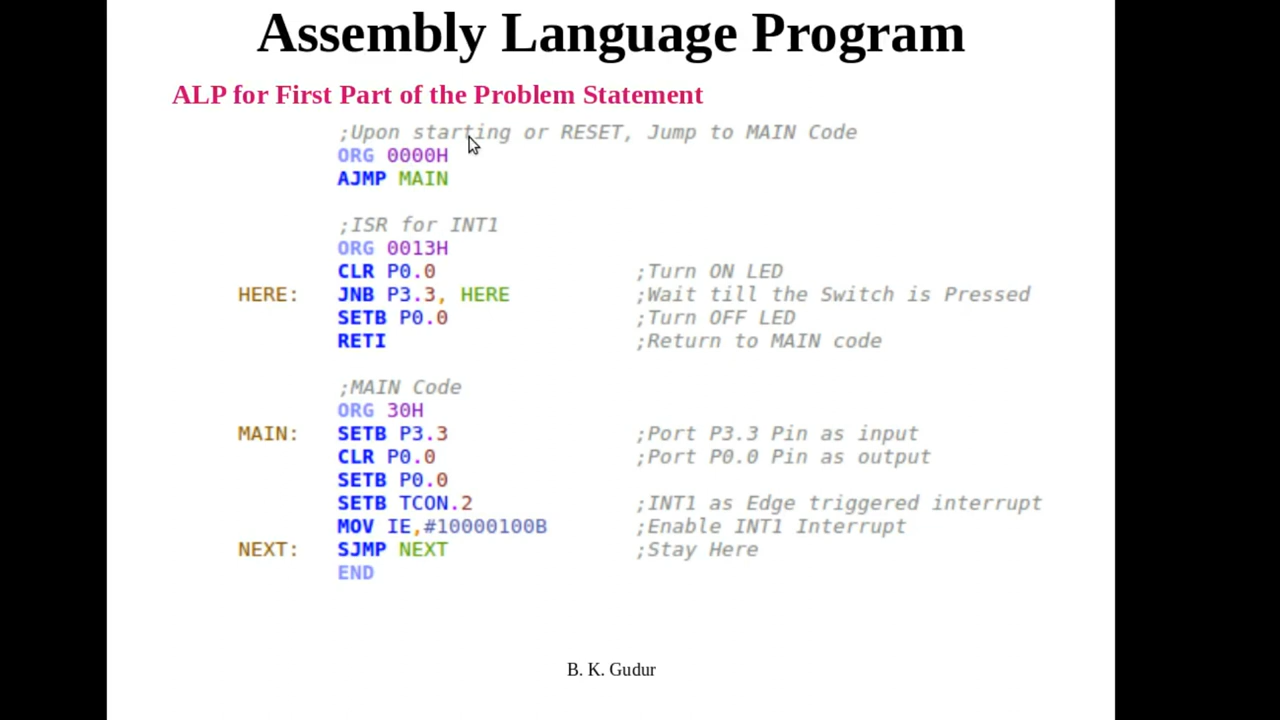 Assembly Language Program
ALP for First Part of the Problem Statement
;Upon starting or RESET, Jump to MAIN Code
ORG 0000H
AJMP MAIN
;ISR for INT1
ORG 0013H
CLR P0.0 ;Turn ON LED
HERE: JNB P3.3, HERE ;Wait till the Switch is Pressed
SETB P0.0 ;Turn OFF LED
RETI ;Return to MAIN code
;MAIN Code
ORG 30H
MAIN: SETB P3.3 ;Port P3.3 Pin as input
CLR P0.0 ;Port P0.0 Pin as output
SETB P0.0
SETB TCON.2 ;INT1 as Edge triggered interrupt
MOV IE,#10000100B ;Enable INT1 Interrupt
NEXT: SJMP NEXT ;Stay Here
END
B. K. Gudur